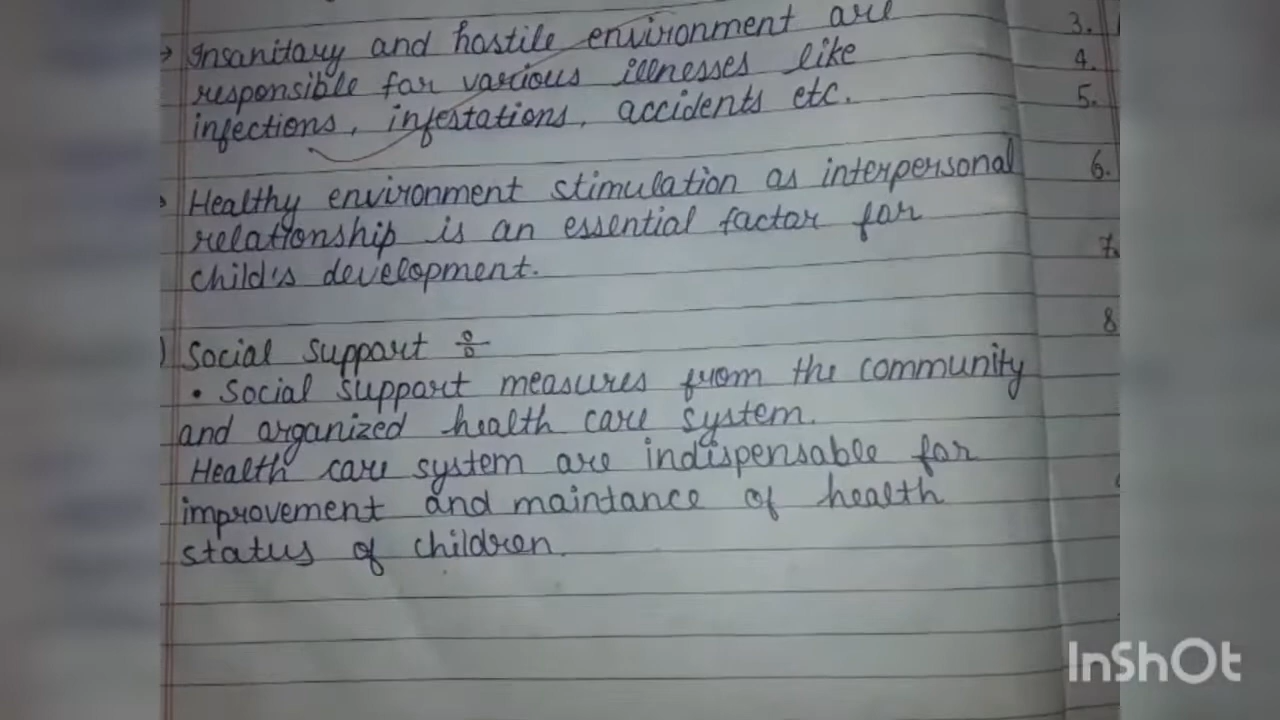 → Insanitary and hostile environment are
responsible for various illnesses like
infections, infestations, accidents etc.
Healthy environment stimulation as interpersonal
relationship is an essential factor for
child's development.
) Social support :-
• Social support measures from the community
and organized health care system.
Health care system are indispensable for
improvement and maintance of health
status of children.
3.
4.
5.
6.
7.
8
InShOt